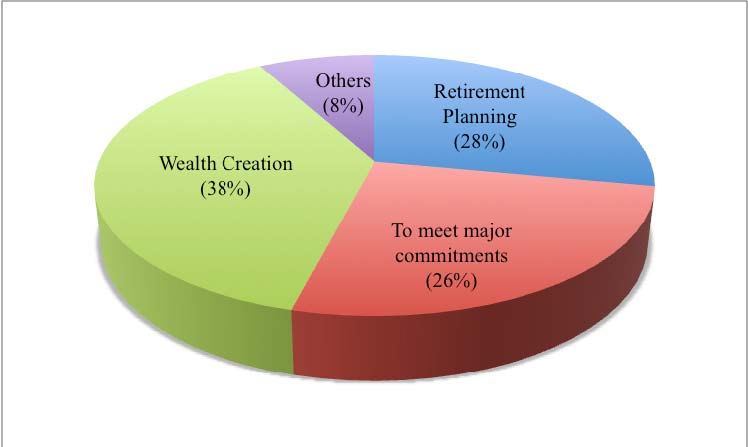 Others
(8%)
Retirement
Planning
(28%)
Wealth Creation
(38%)
To meet major
commitments
(26%)